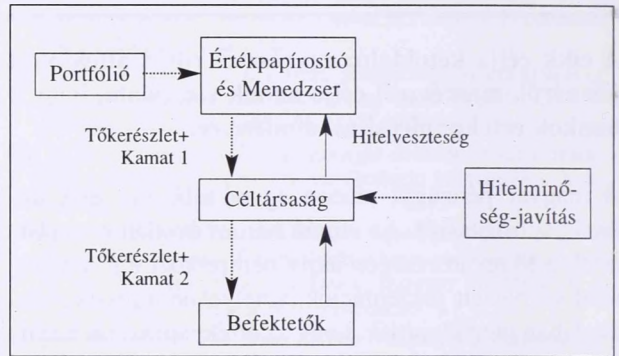 Portfólió
Értékpapírosító
és Menedzser
Tőkerészlet+
Kamat 1
Hitelveszteség
Céltársaság
Hitelminő-
ség-javítás
Tőkerészlet+
Kamat 2
Befektetők